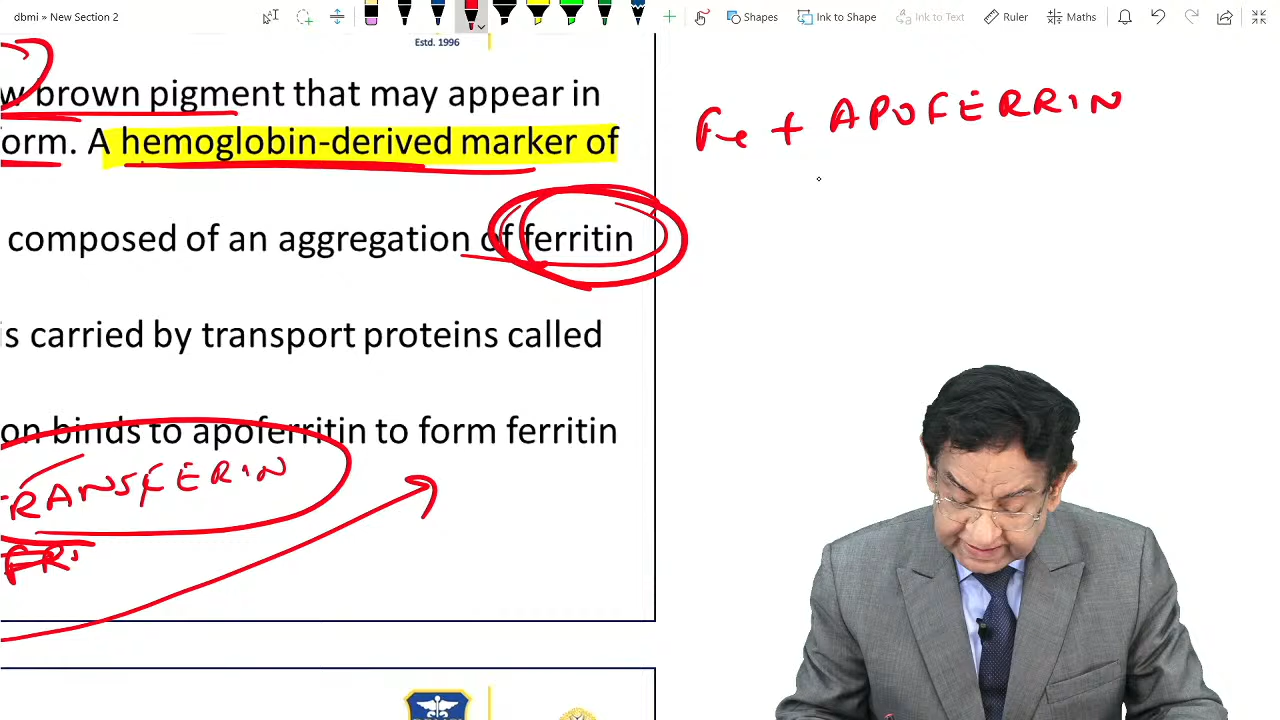 dbmi » New Section 2
Shapes
Ink to Shape
Ink to Text
Ruler
Maths
Estd. 1996
w brown pigment that may appear in
orm. A hemoglobin-derived marker of
composed of an aggregation of ferritin
is carried by transport proteins called
on binds to apoferritin to form ferritin
RANSFERIN
Fe + APOFERRIN